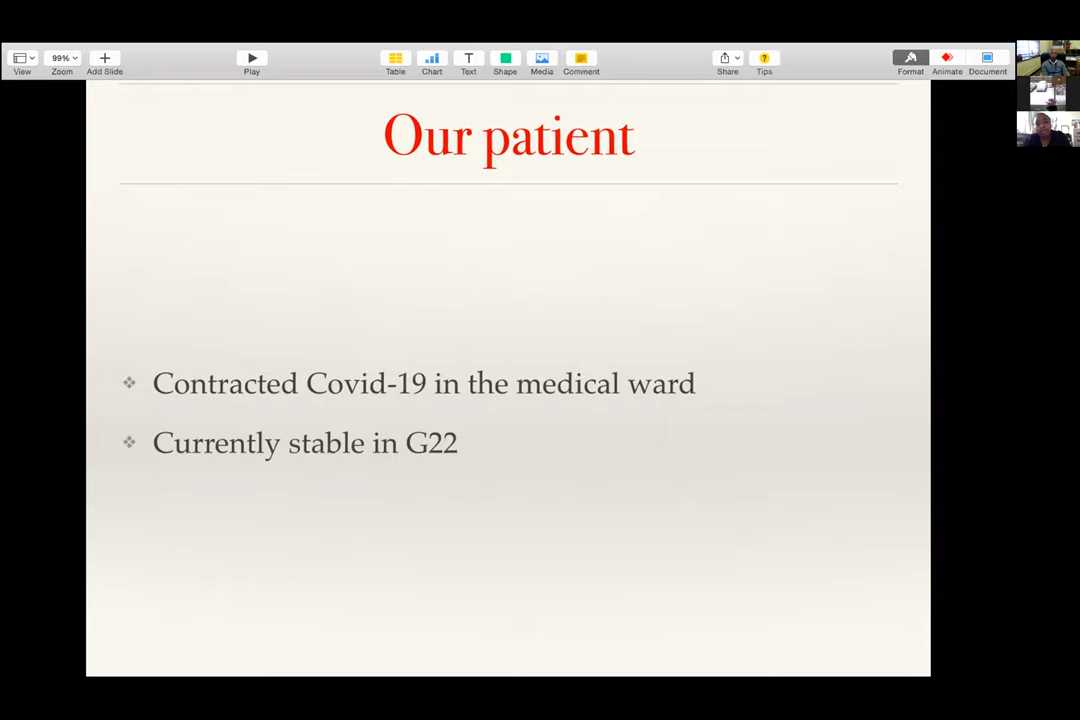 View
99%
Zoom
Add Slide
Play
Table
Chart
T
Text
Shape
Media
Comment
Share
?
Tips
Format
Animate
Document
Our patient
❖ Contracted Covid-19 in the medical ward
❖ Currently stable in G22